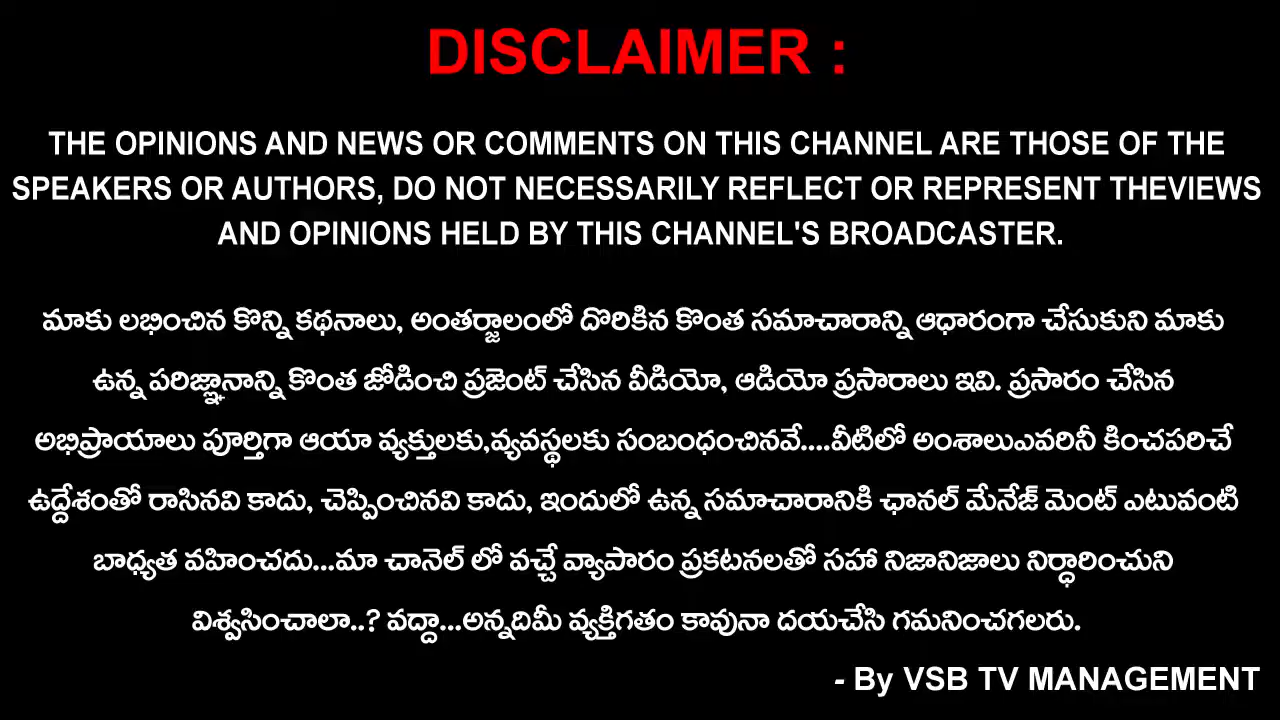 DISCLAIMER :
THE OPINIONS AND NEWS OR COMMENTS ON THIS CHANNEL ARE THOSE OF THE
SPEAKERS OR AUTHORS, DO NOT NECESSARILY REFLECT OR REPRESENT THEVIEWS
AND OPINIONS HELD BY THIS CHANNEL'S BROADCASTER.
మాకు లభించిన కొన్ని కథనాలు, అంతర్జాలంలో దొరికిన కొంత సమాచారాన్ని ఆధారంగా చేసుకుని మాకు
ఉన్న పరిజ్ఞానాన్ని కొంత జోడించి ప్రజెంట్ చేసిన వీడియో, ఆడియో ప్రసారాలు ఇవి. ప్రసారం చేసిన
అభిప్రాయాలు పూర్తిగా ఆయా వ్యక్తులకు,వ్యవస్థలకు సంబంధించినవే....వీటిలో అంశాలుఎవరినీ కించపరిచే
ఉద్దేశంతో రాసినవి కాదు, చెప్పించినవి కాదు, ఇందులో ఉన్న సమాచారానికి ఛానల్ మేనేజ్ మెంట్ ఎటువంటి
బాధ్యత వహించదు...మా చానెల్ లో వచ్చే వ్యాపారం ప్రకటనలతో సహా నిజానిజాలు నిర్ధారించుని
విశ్వసించాలా..? వద్దా...అన్నదిమీ వ్యక్తిగతం కావునా దయచేసి గమనించగలరు.
- By VSB TV MANAGEMENT